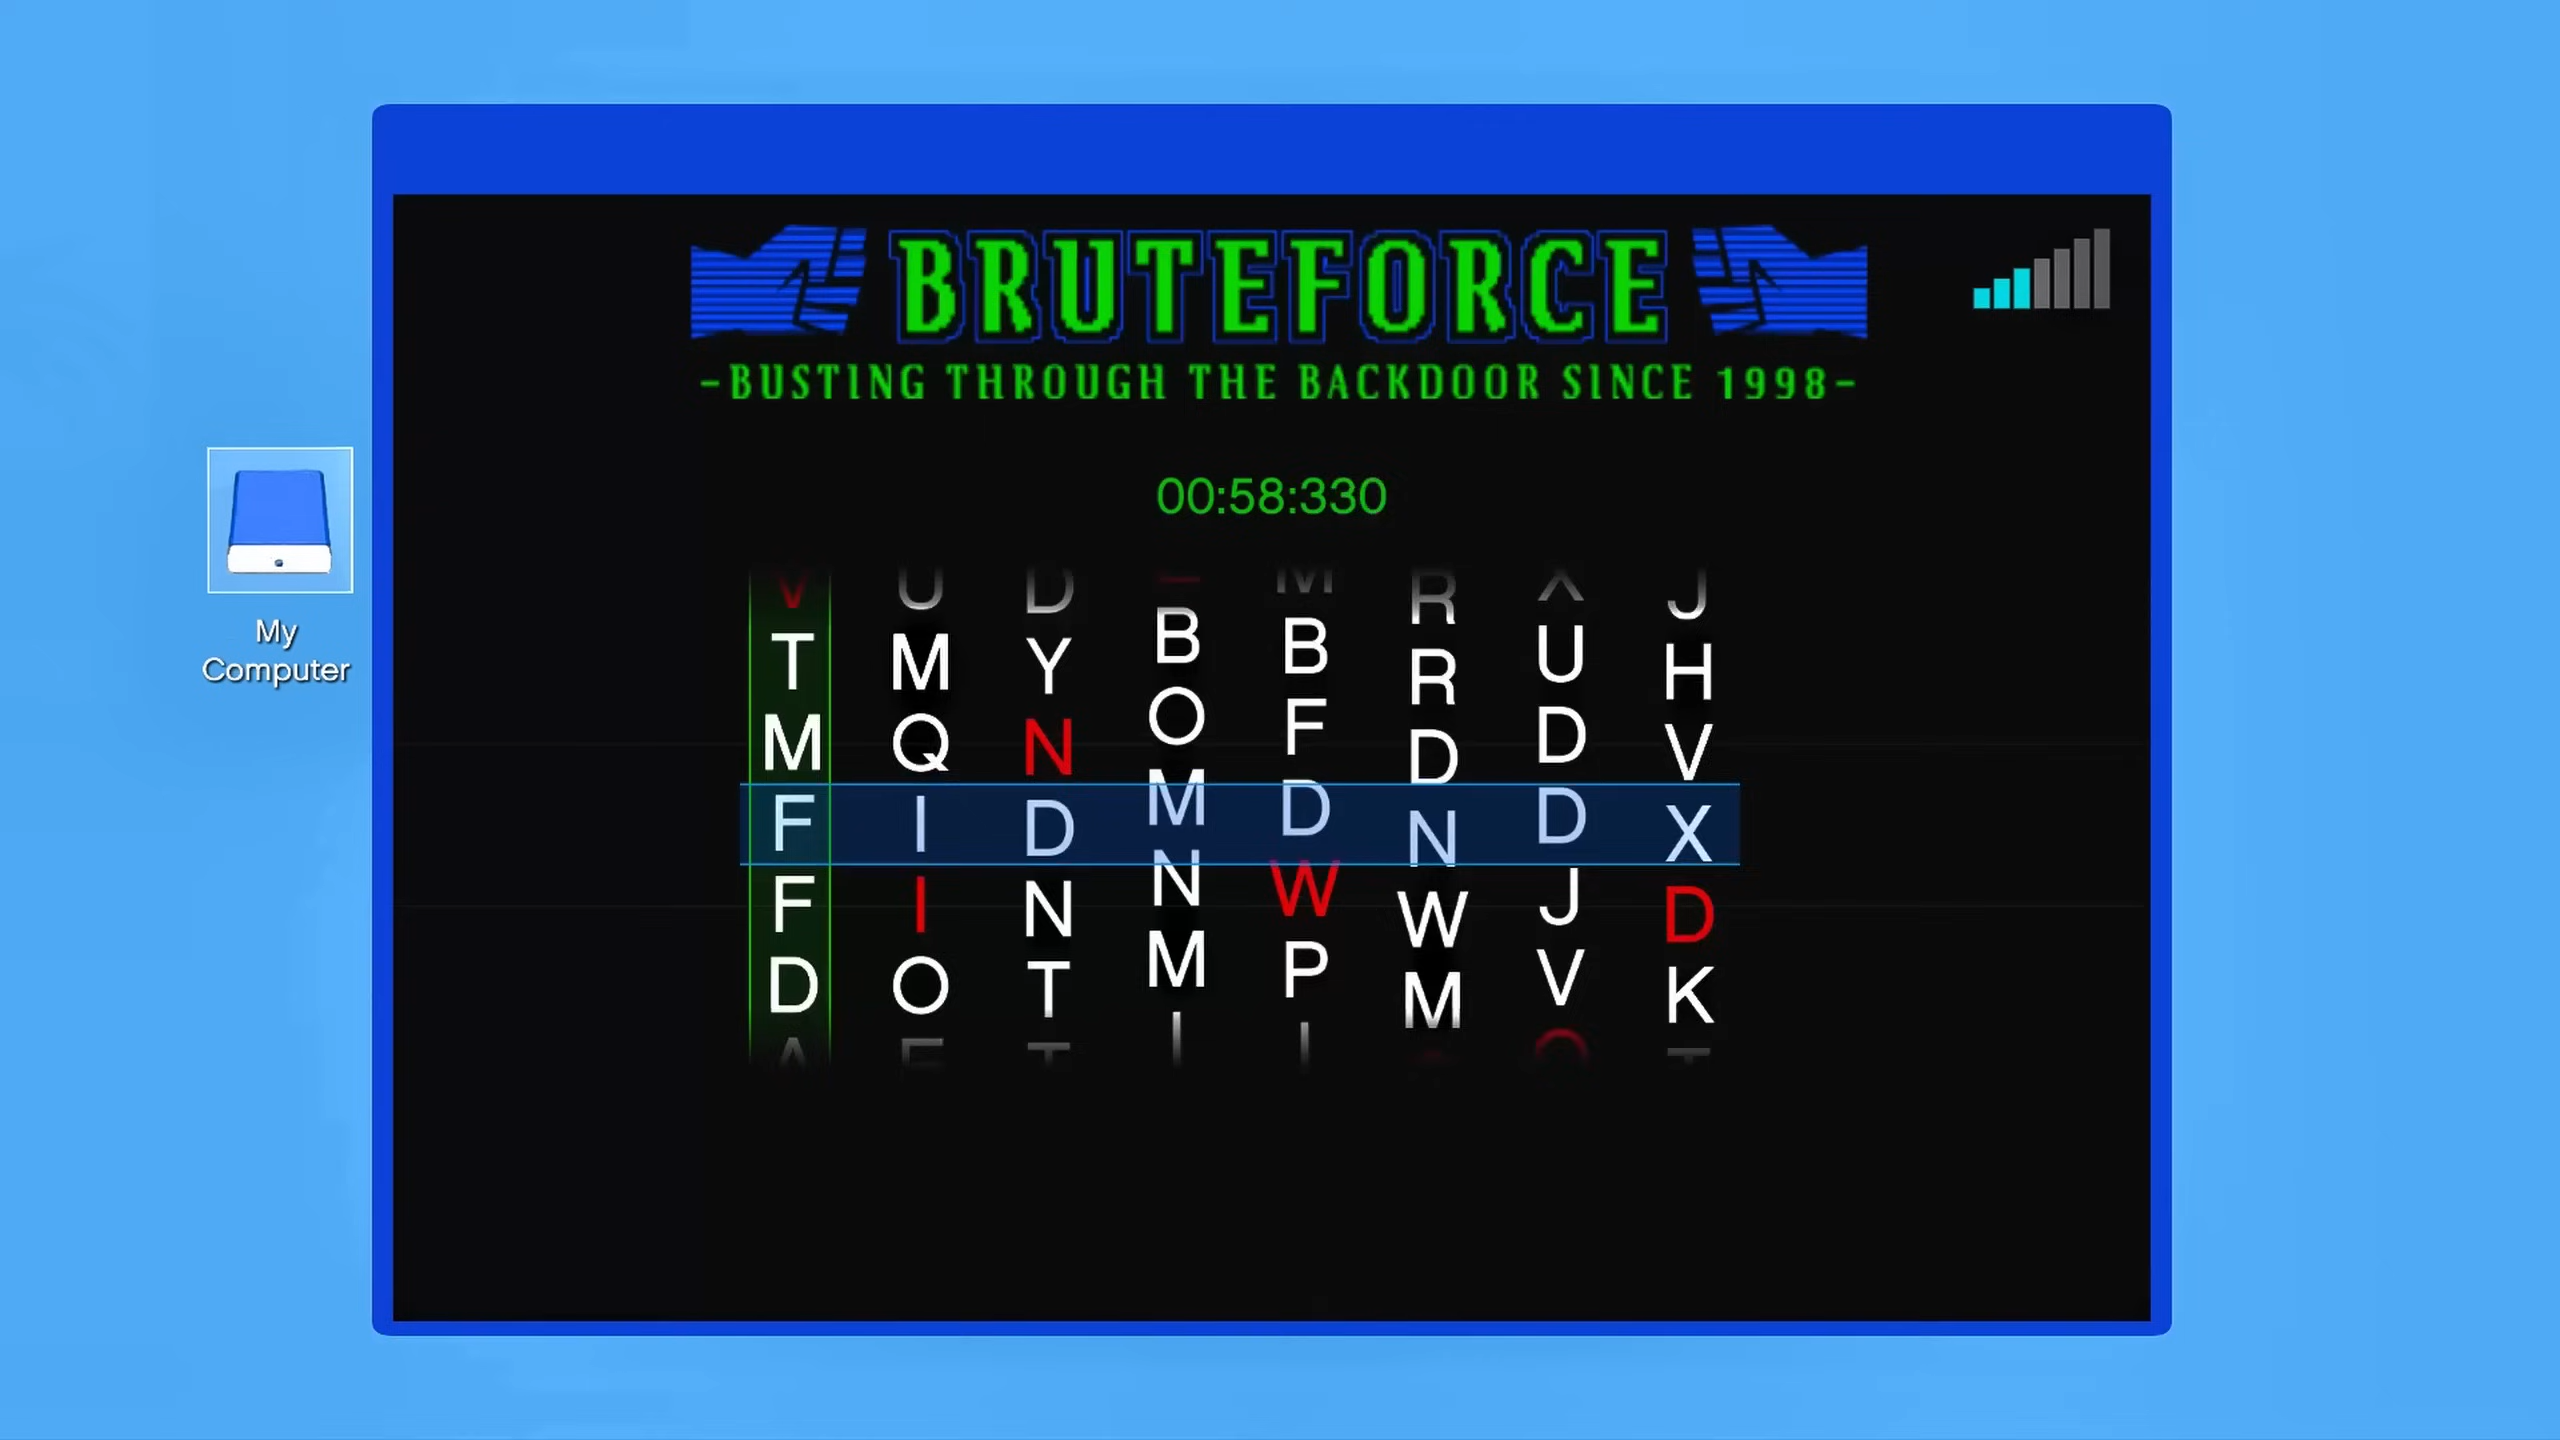 BRUTEFORCE
-BUSTING THROUGH THE BACKDOOR SINCE 1998-
00:58:330
My
Computer
V U D M R X J
T M Y B B R U H
M Q N O F D D V
F I D M D N D X
F I N N W W J D
D O T M P M V K